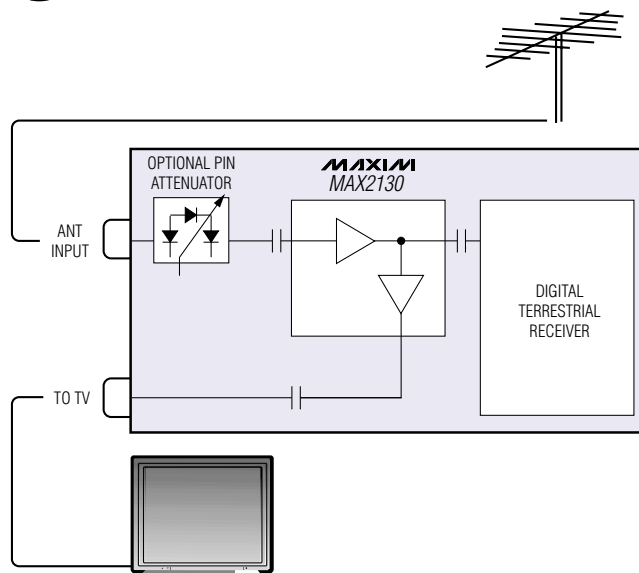 OPTIONAL PIN
ATTENUATOR
MAXIM
MAX2130
ANT
INPUT
DIGITAL
TERRESTRIAL
RECEIVER
TO TV